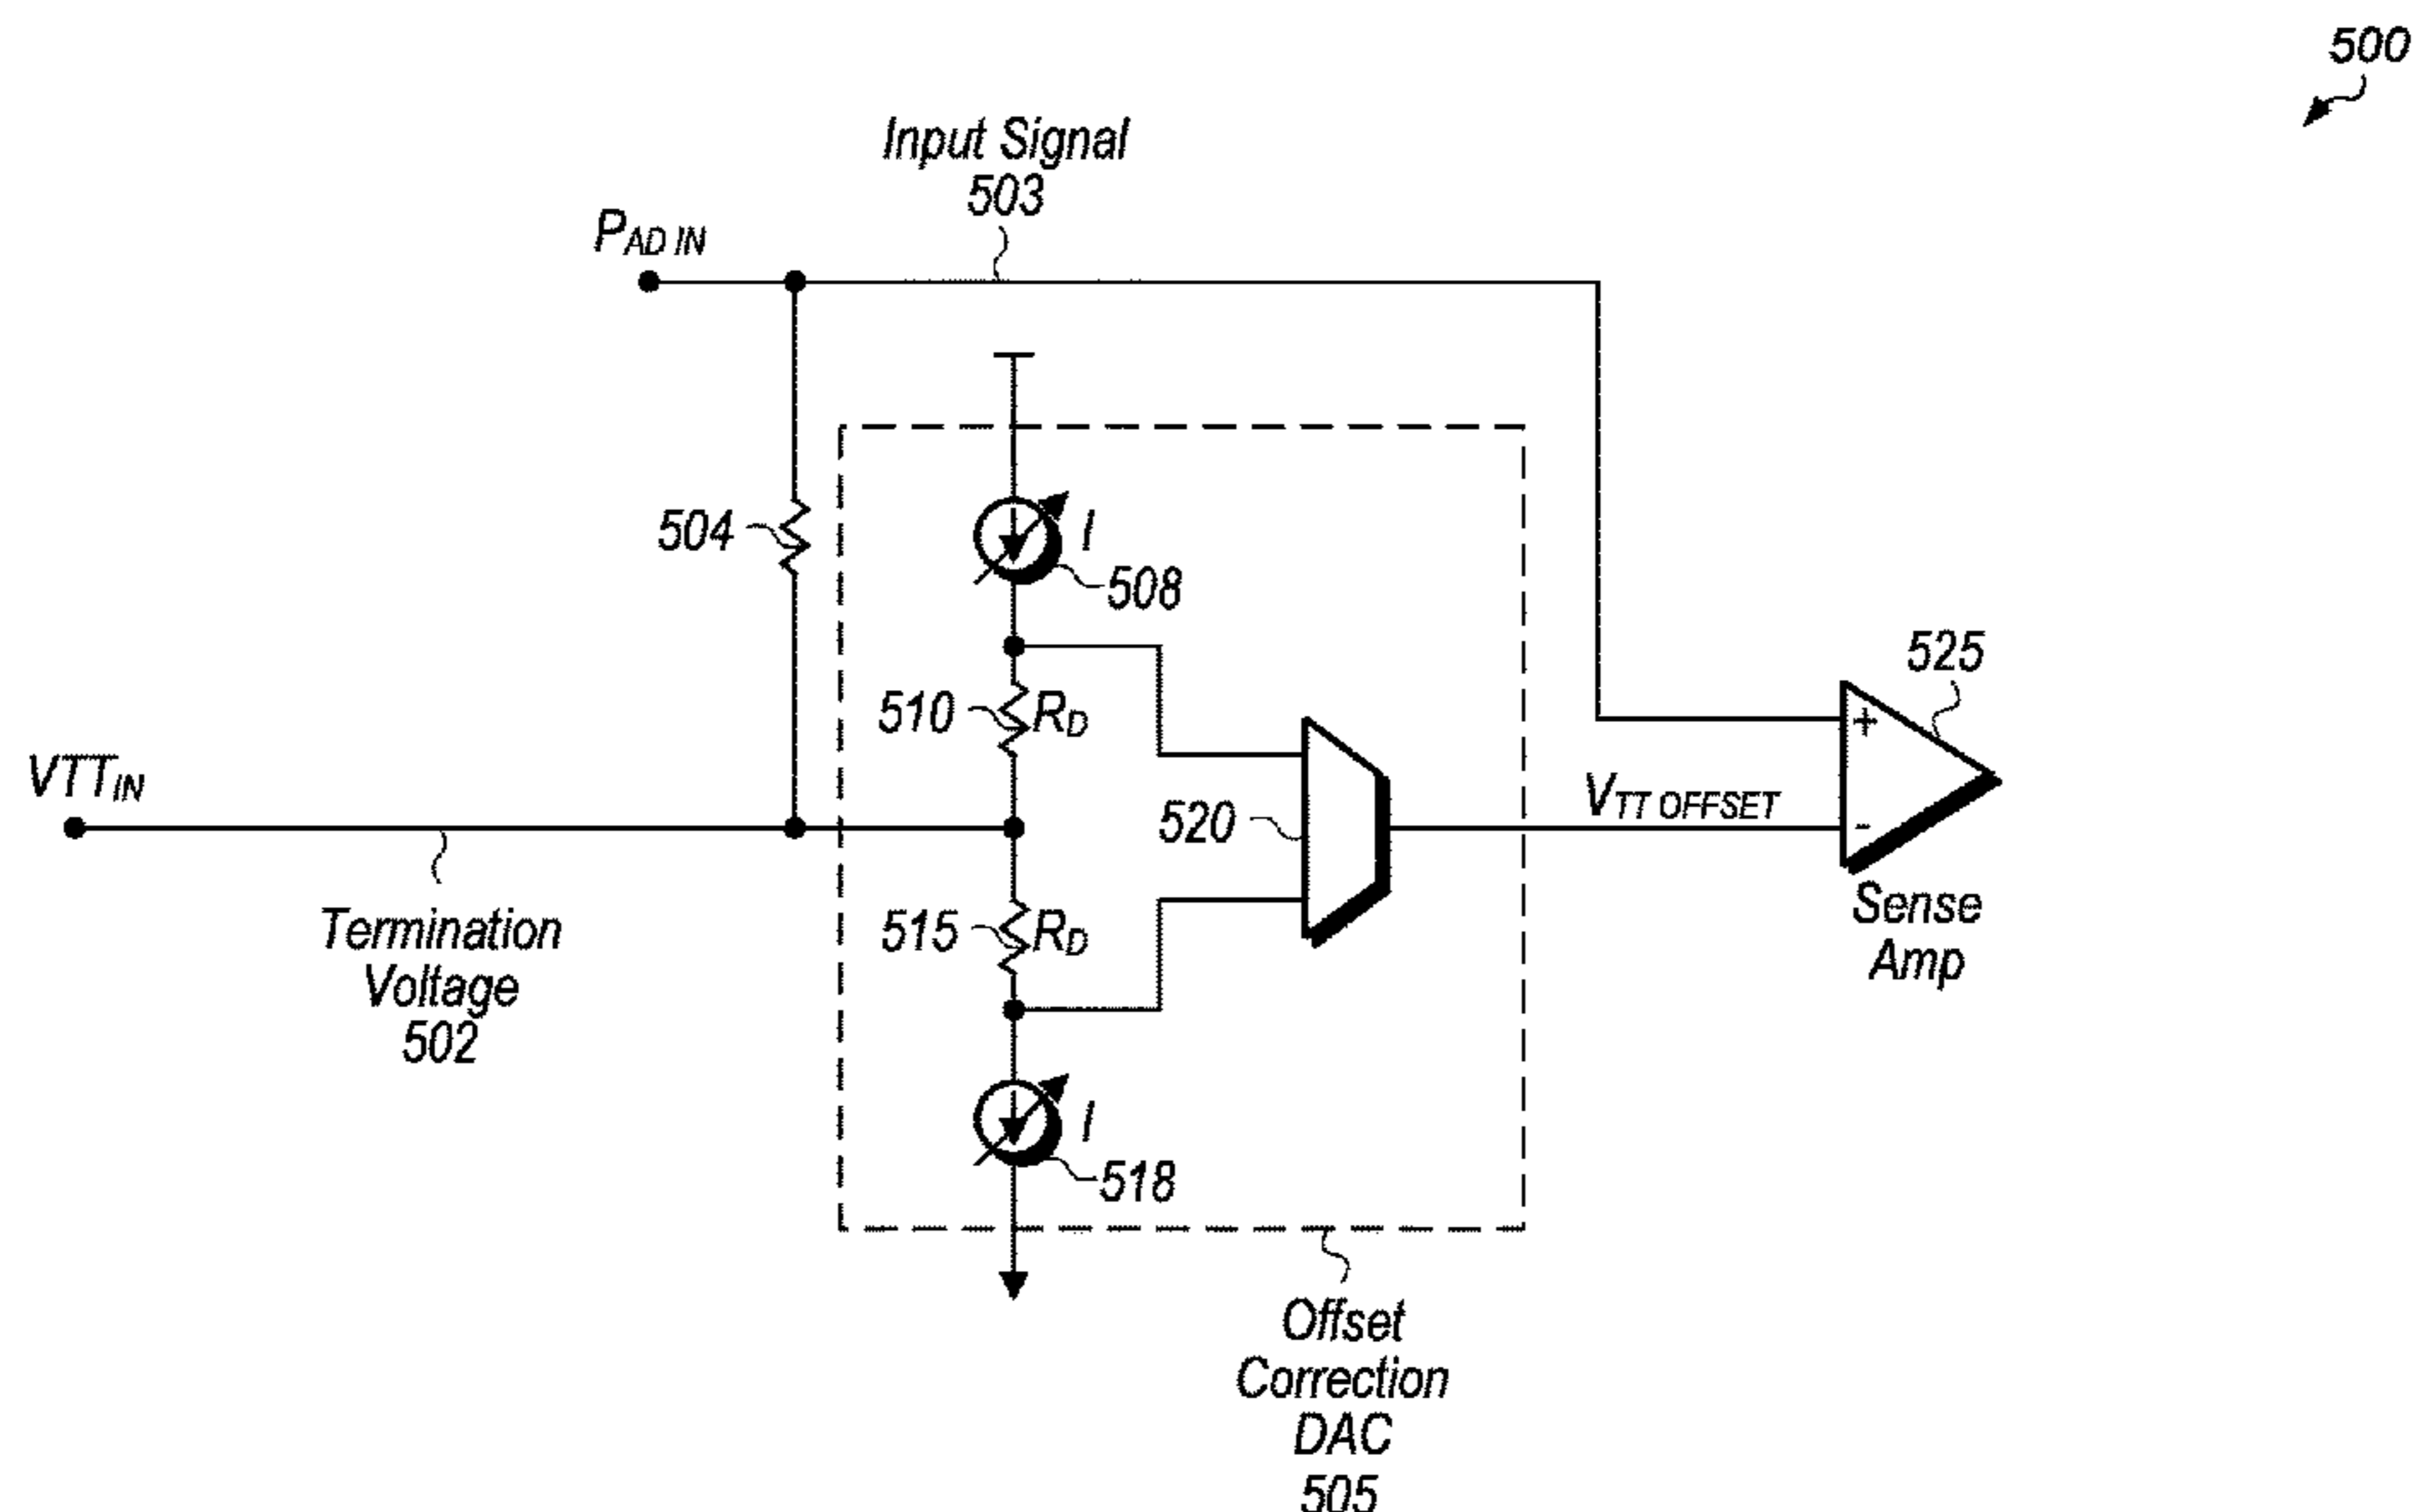 500
Input Signal
503
PAD IN
504
I
508
510
RD
525
+
VTTIN
520
VTT OFFSET
-
515
RD
Sense
Amp
Termination
Voltage
502
I
518
Offset
Correction
DAC
505